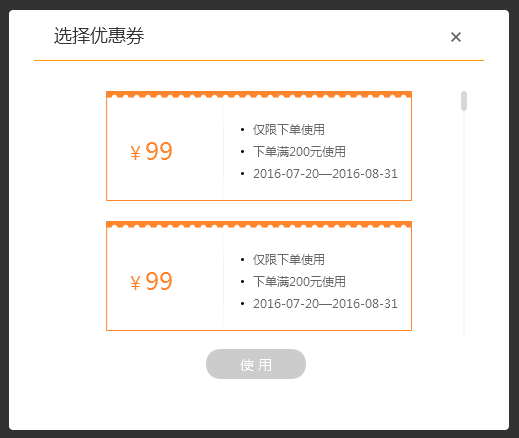 选择优惠券 ×
¥ 99
• 仅限下单使用
• 下单满200元使用
• 2016-07-20—2016-08-31
¥ 99
• 仅限下单使用
• 下单满200元使用
• 2016-07-20—2016-08-31
使 用